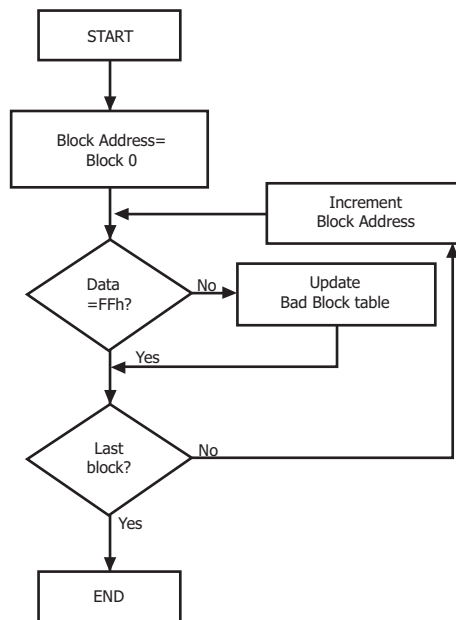 START
Block Address=
Block 0
Increment
Block Address
Data
=FFh?
No
Update
Bad Block table
Yes
Last
block?
No
Yes
END